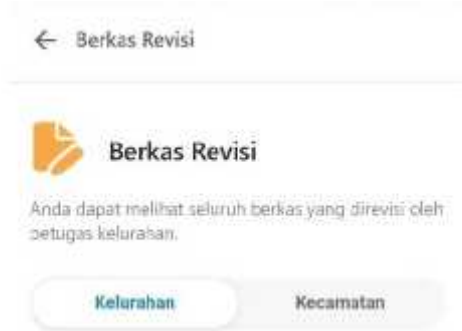 Berkas Revisi
Berkas Revisi
Anda dapat melihat seluruh berkas yang direvisi oleh
petugas kelurahan.
Kelurahan Kecamatan